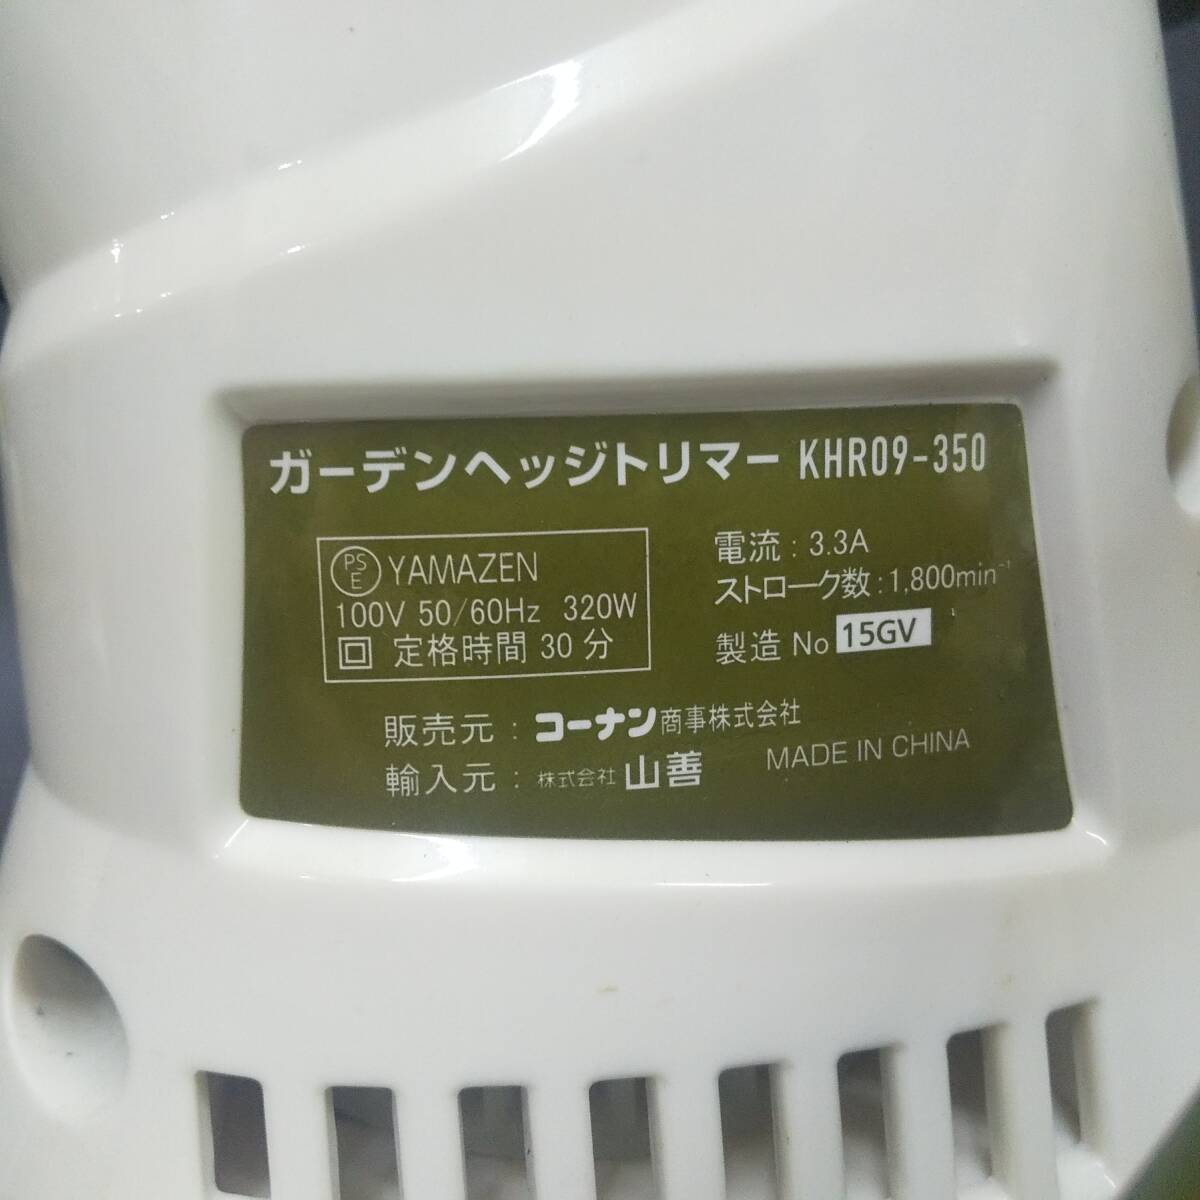 ガーデンヘッジトリマー KHR09-350
PS E YAMAZEN
100V 50/60Hz 320W
定格時間 30 分
電流 : 3.3A
ストローク数 : 1,800min⁻¹
製造 No 15GV
販売元 : コーナン商事株式会社
輸入元 : 株式会社 山善
MADE IN CHINA